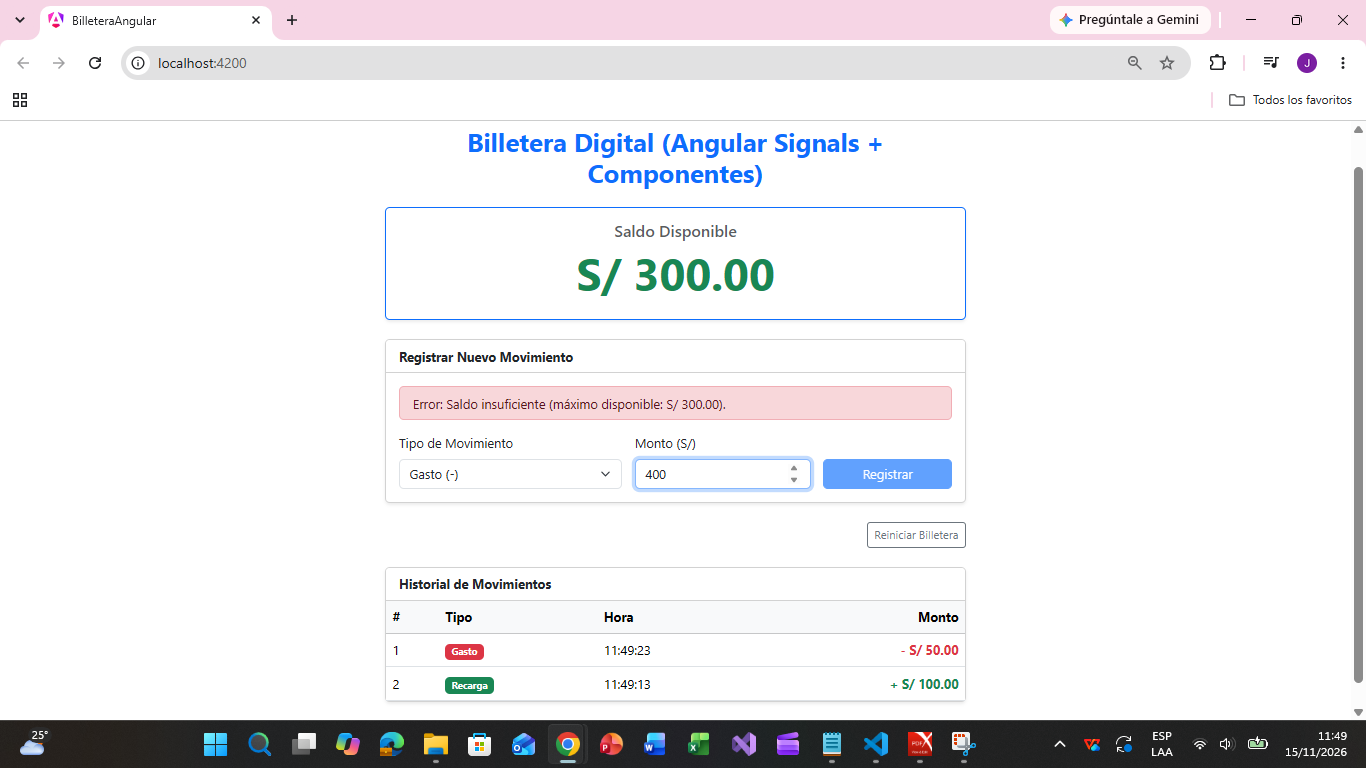 BilleteraAngular
Pregúntale a Gemini
localhost:4200
J
Todos los favoritos
Billetera Digital (Angular Signals +
Componentes)
Saldo Disponible
S/ 300.00
Registrar Nuevo Movimiento
Error: Saldo insuficiente (máximo disponible: S/ 300.00).
Tipo de Movimiento
Monto (S/)
Gasto (-)
400
Registrar
Reiniciar Billetera
Historial de Movimientos
# Tipo Hora Monto
1 Gasto 11:49:23 - S/ 50.00
2 Recarga 11:49:13 + S/ 100.00
25°
ESP
LAA
11:49
15/11/2026